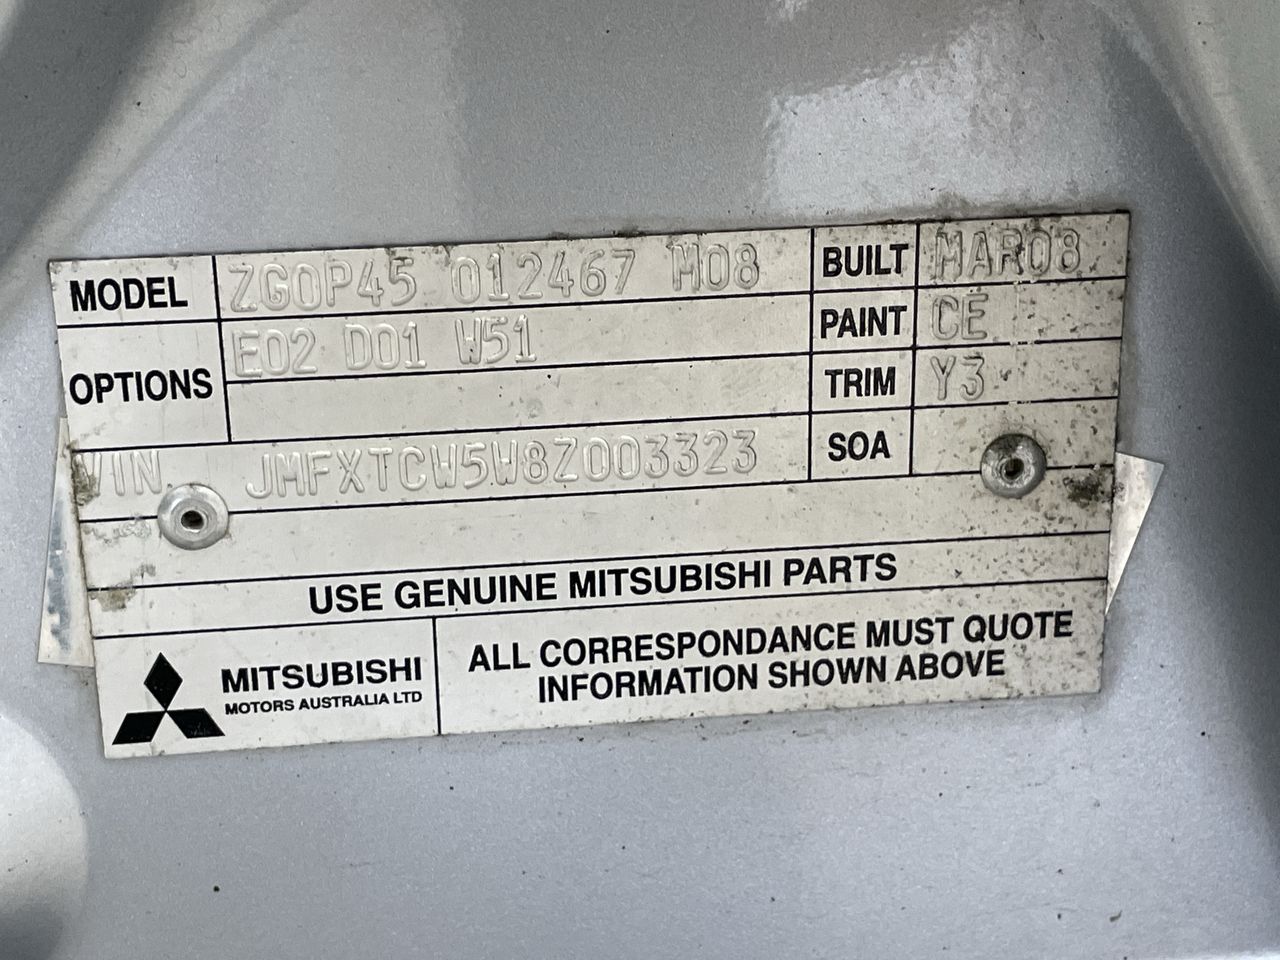 MODEL ZG0P45 012467 M08 BUILT MAR08
OPTIONS E02 D01 W51 PAINT CE
TRIM Y3
VIN JMFXTCW5W8Z003323 SOA
USE GENUINE MITSUBISHI PARTS
MITSUBISHI
MOTORS AUSTRALIA LTD
ALL CORRESPONDANCE MUST QUOTE
INFORMATION SHOWN ABOVE